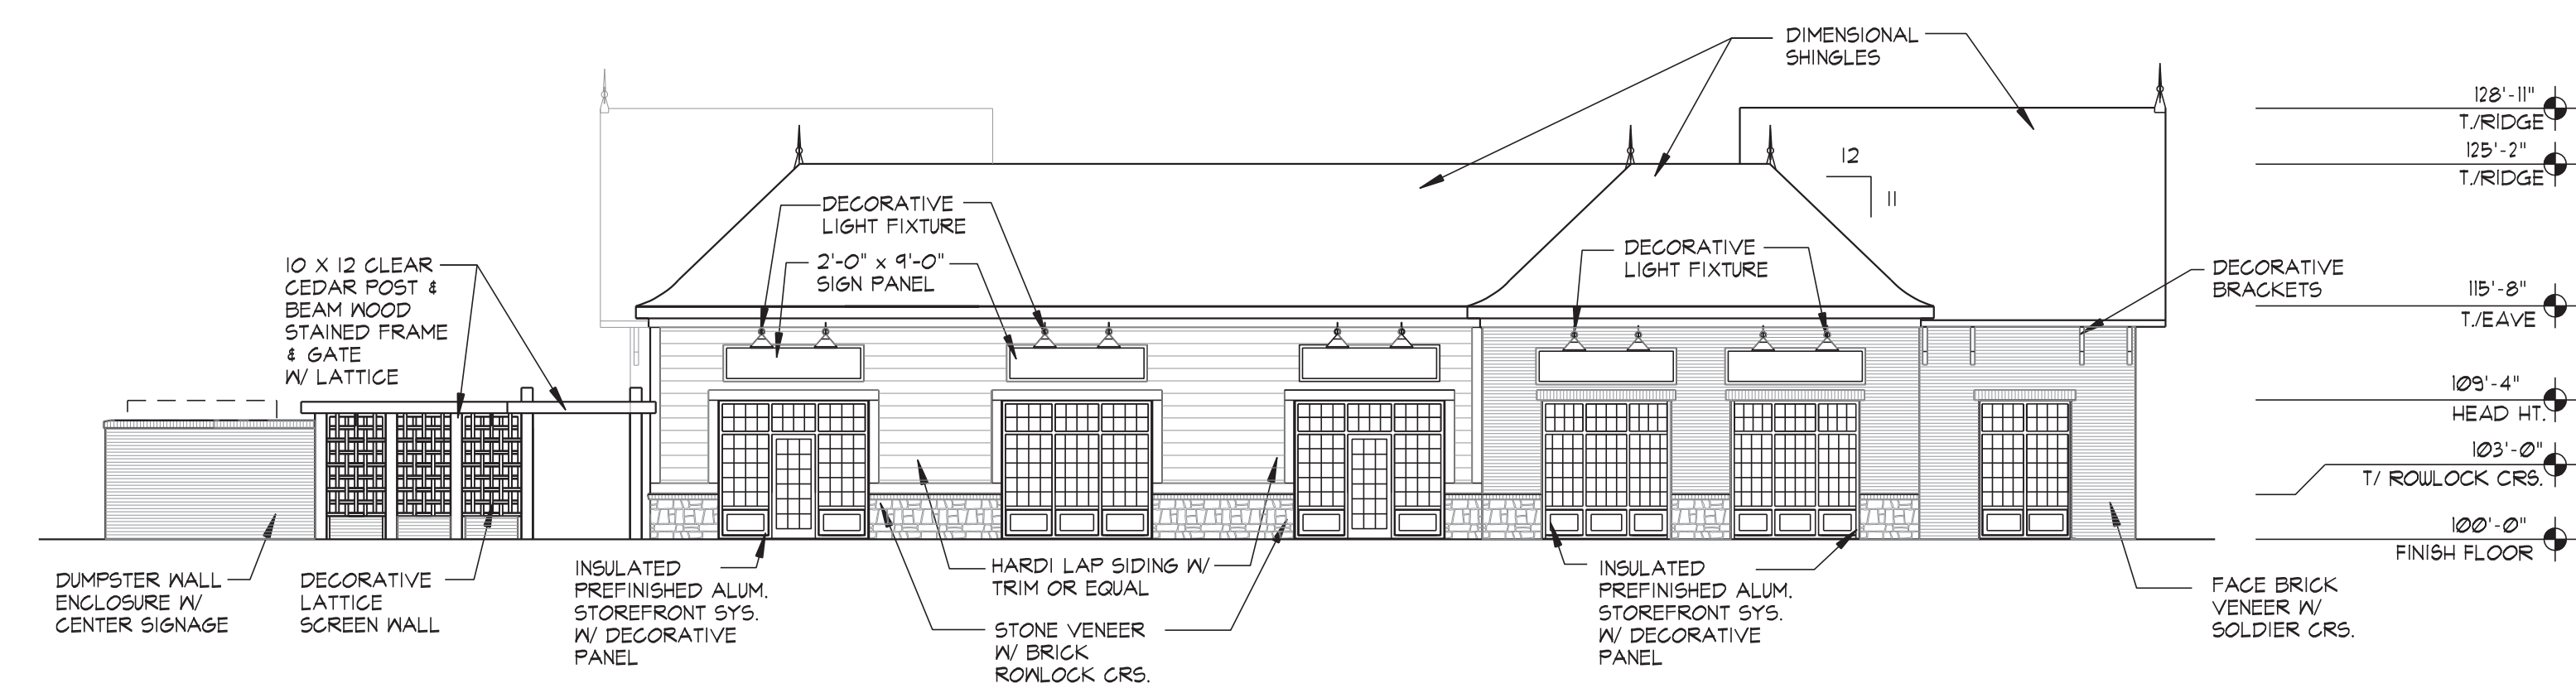 DIMENSIONAL
SHINGLES
128'-11"
T./RIDGE
125'-2"
T./RIDGE
12
11
DECORATIVE
LIGHT FIXTURE
2'-0" x 9'-0"
SIGN PANEL
DECORATIVE
LIGHT FIXTURE
10 X 12 CLEAR
CEDAR POST &
BEAM WOOD
STAINED FRAME
& GATE
W/ LATTICE
DECORATIVE
BRACKETS
115'-8"
T./EAVE
109'-4"
HEAD HT.
103'-0"
T/ ROWLOCK CRS.
100'-0"
FINISH FLOOR
DUMPSTER WALL
ENCLOSURE W/
CENTER SIGNAGE
DECORATIVE
LATTICE
SCREEN WALL
INSULATED
PREFINISHED ALUM.
STOREFRONT SYS.
W/ DECORATIVE
PANEL
HARDI LAP SIDING W/
TRIM OR EQUAL
STONE VENEER
W/ BRICK
ROWLOCK CRS.
INSULATED
PREFINISHED ALUM.
STOREFRONT SYS.
W/ DECORATIVE
PANEL
FACE BRICK
VENEER W/
SOLDIER CRS.